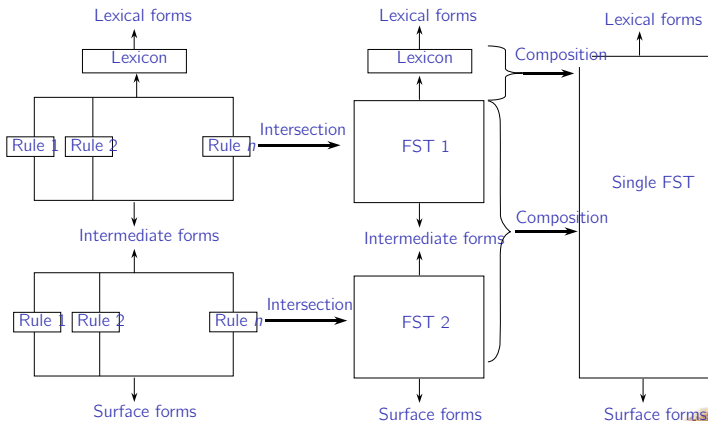 Lexical forms
Lexicon
Rule 1 Rule 2 Rule n
Intermediate forms
Rule 1 Rule 2 Rule n
Surface forms
Intersection
Intersection
Lexical forms
Lexicon
FST 1
Intermediate forms
FST 2
Surface forms
Composition
Composition
Lexical forms
Single FST
Surface forms